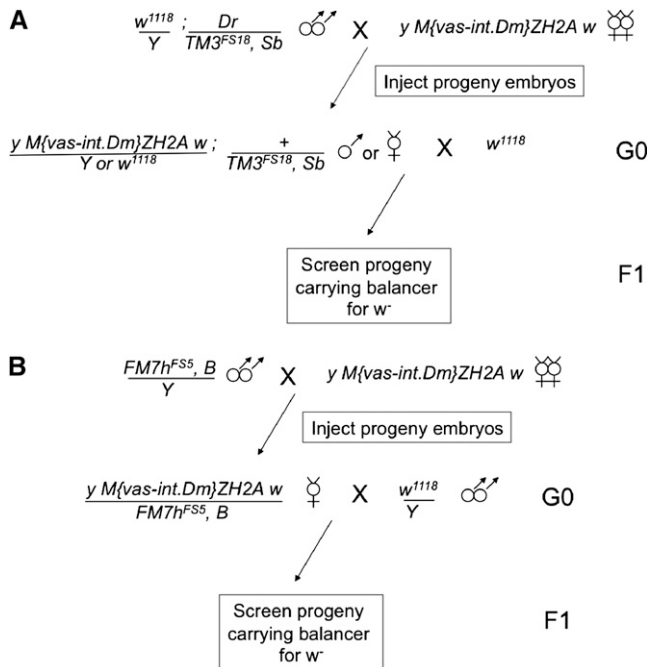 A
w1118 ; Dr ♂♂ X y M{vas-int.Dm}ZH2A w
Y TM3FS18, Sb
Inject progeny embryos
y M{vas-int.Dm}ZH2A w ; + ♂ or ☿ X w1118 G0
Y or w1118 TM3FS18, Sb
Screen progeny
carrying balancer
for w-
F1
B
FM7hFS5, B ♂♂ X y M{vas-int.Dm}ZH2A w
Y
Inject progeny embryos
y M{vas-int.Dm}ZH2A w ☿ X w1118 ♂♂ G0
FM7hFS5, B Y
Screen progeny
carrying balancer
for w-
F1